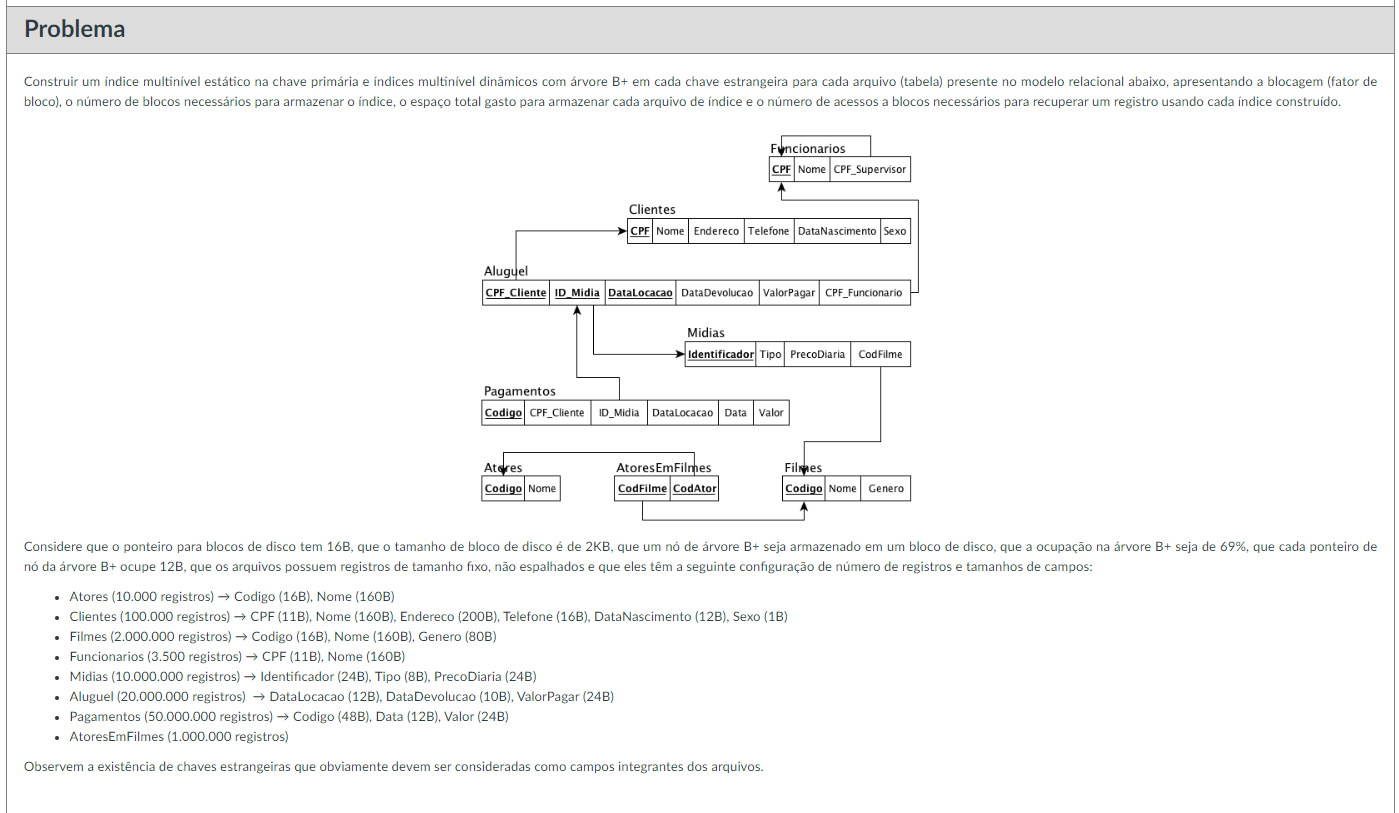 Problema
Construir um índice multinível estático na chave primária e índices multinível dinâmicos com árvore B+ em cada chave estrangeira para cada arquivo (tabela) presente no modelo relacional abaixo, apresentando a blocagem (fator de
bloco), o número de blocos necessários para armazenar o índice, o espaço total gasto para armazenar cada arquivo de índice e o número de acessos a blocos necessários para recuperar um registro usando cada índice construído.
Funcionarios
CPF Nome CPF_Supervisor
Clientes
CPF Nome Endereco Telefone DataNascimento Sexo
Aluguel
CPF_Cliente ID_Midia DataLocacao DataDevolucao ValorPagar CPF_Funcionario
Midias
Identificador Tipo PrecoDiaria CodFilme
Pagamentos
Codigo CPF_Cliente ID_Midia DataLocacao Data Valor
Atores AtoresEmFilmes Filmes
Codigo Nome CodFilme CodAtor Codigo Nome Genero
Considere que o ponteiro para blocos de disco tem 16B, que o tamanho de bloco de disco é de 2KB, que um nó de árvore B+ seja armazenado em um bloco de disco, que a ocupação na árvore B+ seja de 69%, que cada ponteiro de
nó da árvore B+ ocupe 12B, que os arquivos possuem registros de tamanho fixo, não espalhados e que eles têm a seguinte configuração de número de registros e tamanhos de campos:
• Atores (10.000 registros) → Codigo (16B), Nome (160B)
• Clientes (100.000 registros) → CPF (11B), Nome (160B), Endereco (200B), Telefone (16B), DataNascimento (12B), Sexo (1B)
• Filmes (2.000.000 registros) → Codigo (16B), Nome (160B), Genero (80B)
• Funcionarios (3.500 registros) → CPF (11B), Nome (160B)
• Midias (10.000.000 registros) → Identificador (24B), Tipo (8B), PrecoDiaria (24B)
• Aluguel (20.000.000 registros) → DataLocacao (12B), DataDevolucao (10B), ValorPagar (24B)
• Pagamentos (50.000.000 registros) → Codigo (48B), Data (12B), Valor (24B)
• AtoresEmFilmes (1.000.000 registros)
Observem a existência de chaves estrangeiras que obviamente devem ser consideradas como campos integrantes dos arquivos.